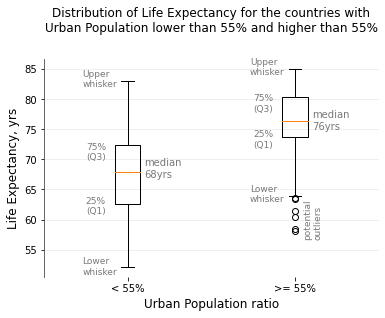 Distribution of Life Expectancy for the countries with
Urban Population lower than 55% and higher than 55%
Life Expectancy, yrs
85
80
75
70
65
60
55
Upper
whisker
75%
(Q3)
median
68yrs
25%
(Q1)
Lower
whisker
Upper
whisker
75%
(Q3)
median
76yrs
25%
(Q1)
Lower
whisker
potential
outliers
< 55%
>= 55%
Urban Population ratio